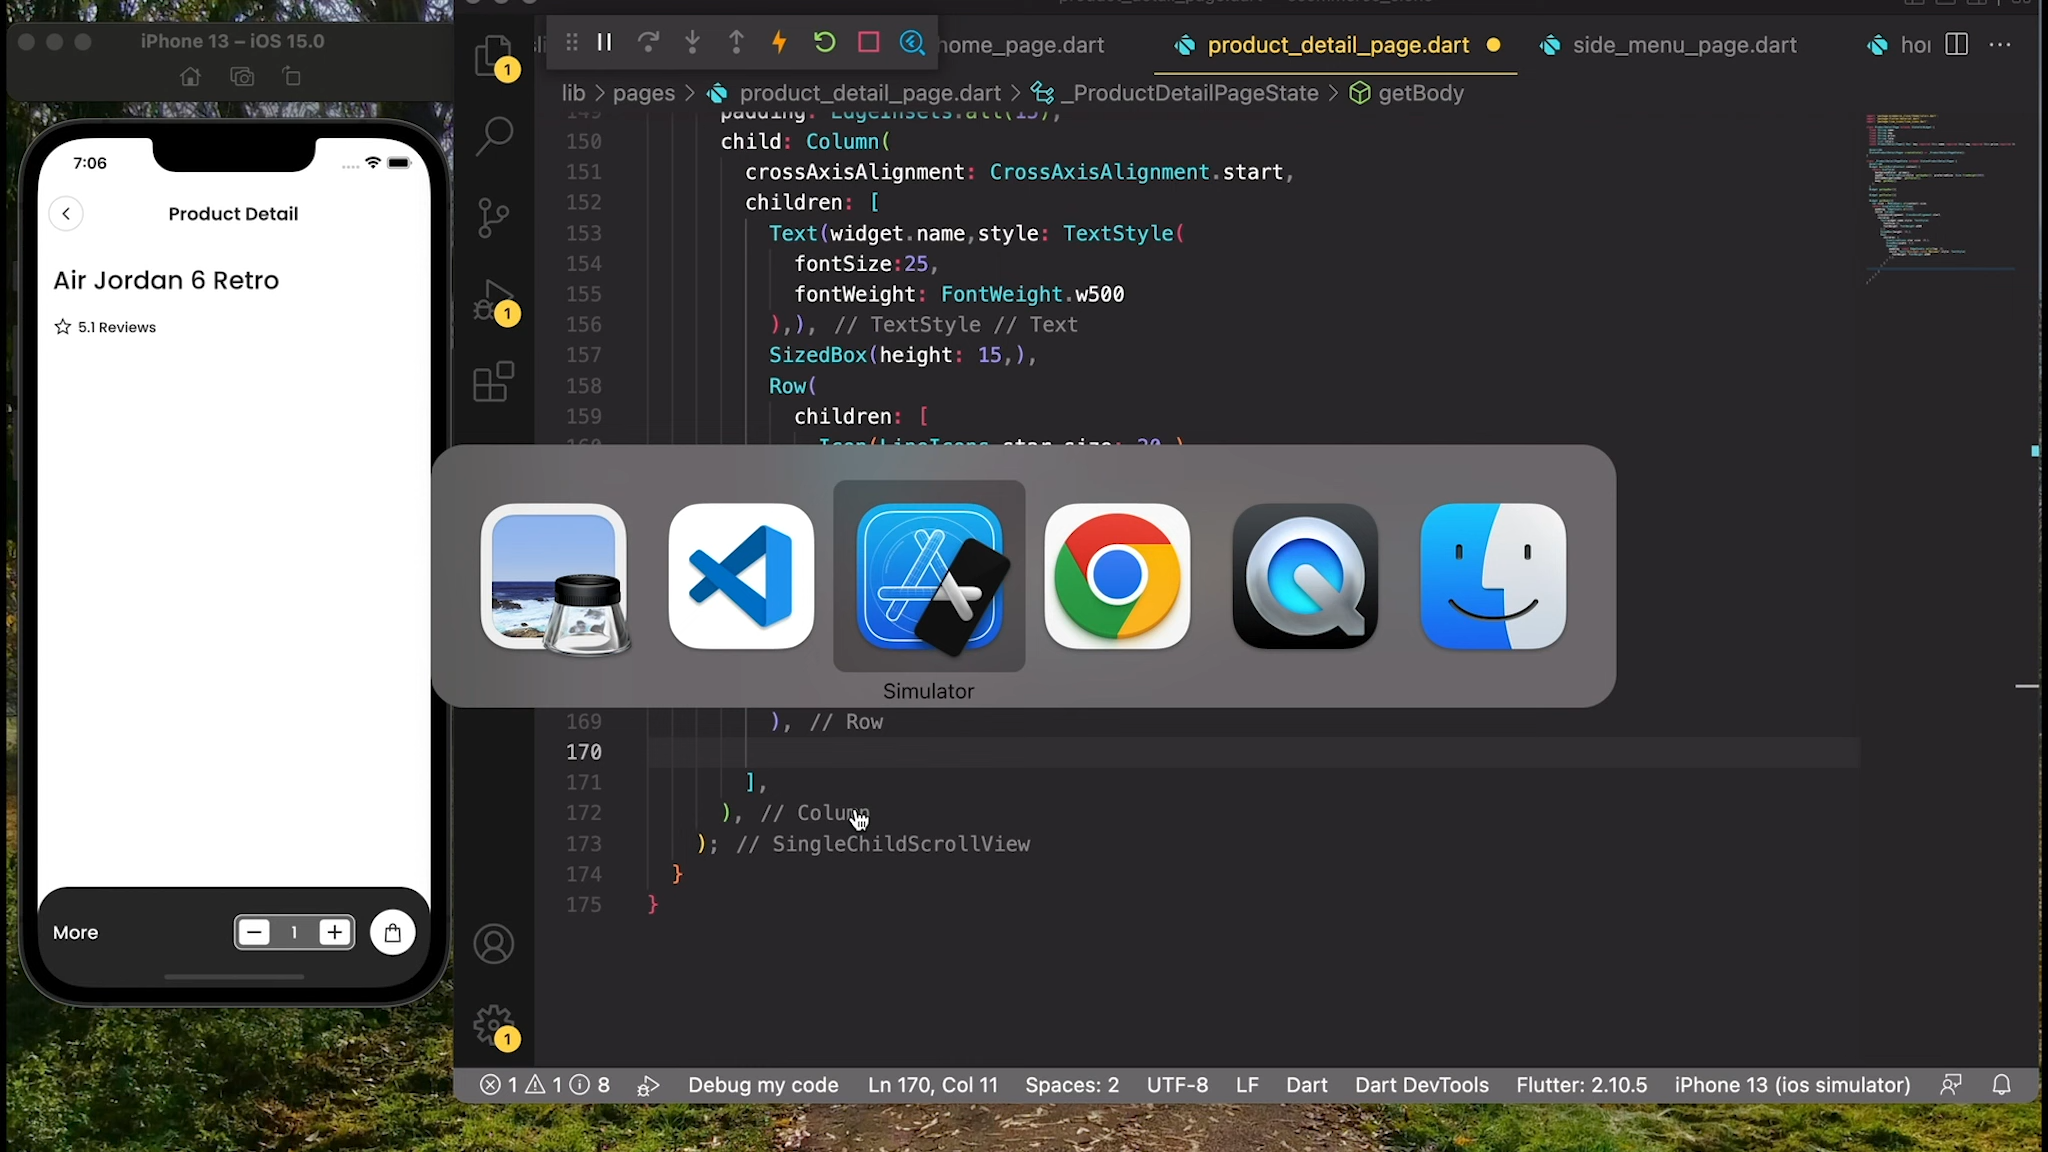 iPhone 13 – iOS 15.0
7:06
Product Detail
Air Jordan 6 Retro
5.1 Reviews
More
1
1
1
1
home_page.dart
product_detail_page.dart
side_menu_page.dart
hor
lib > pages > product_detail_page.dart > _ProductDetailPageState > getBody
149 padding: EdgeInsets.all(15),
150 child: Column(
151 crossAxisAlignment: CrossAxisAlignment.start,
152 children: [
153 Text(widget.name,style: TextStyle(
154 fontSize:25,
155 fontWeight: FontWeight.w500
156 ),), // TextStyle // Text
157 SizedBox(height: 15,),
158 Row(
159 children: [
160 Icon(LineIcons.star,size: 20,)
Simulator
169 ), // Row
170
171 ],
172 ), // Column
173 ); // SingleChildScrollView
174 }
175 }
1 1 8 Debug my code Ln 170, Col 11 Spaces: 2 UTF-8 LF Dart Dart DevTools Flutter: 2.10.5 iPhone 13 (ios simulator)